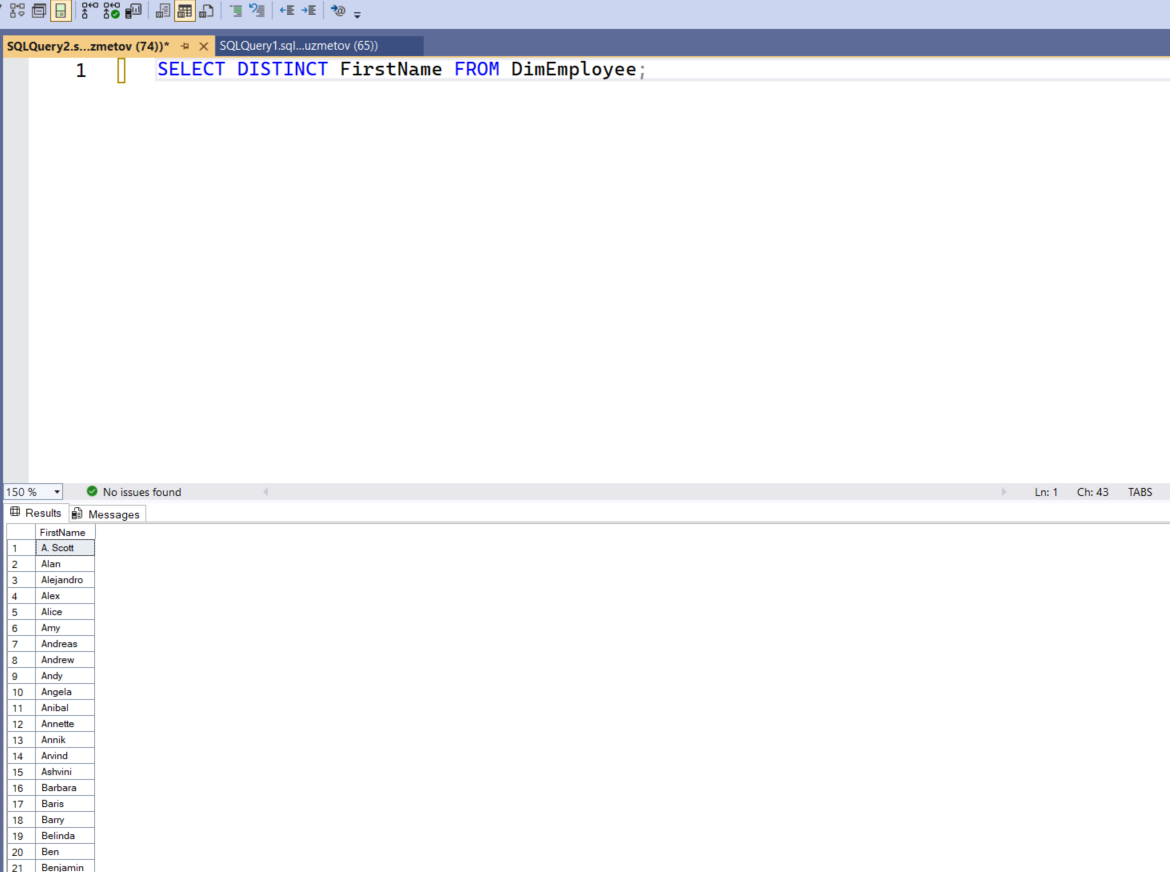 SQLQuery2.s...zmetov (74))* SQLQuery1.sql...uzmetov (65))
1 SELECT DISTINCT FirstName FROM DimEmployee;
150 % No issues found Ln: 1 Ch: 43 TABS
Results Messages
FirstName
1 A. Scott
2 Alan
3 Alejandro
4 Alex
5 Alice
6 Amy
7 Andreas
8 Andrew
9 Andy
10 Angela
11 Anibal
12 Annette
13 Annik
14 Arvind
15 Ashvini
16 Barbara
17 Baris
18 Barry
19 Belinda
20 Ben
21 Benjamin